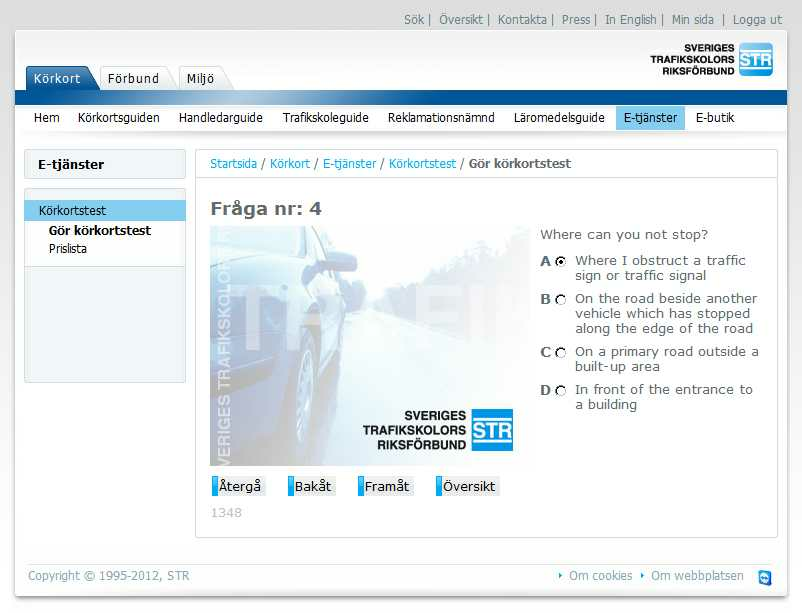 Sök | Översikt | Kontakta | Press | In English | Min sida | Logga ut
SVERIGES
TRAFIKSKOLORS
RIKSFÖRBUND
STR
Körkort Förbund Miljö
Hem Körkortsguiden Handledarguide Trafikskoleguide Reklamationsnämnd Läromedelsguide E-tjänster E-butik
E-tjänster
Körkortstest
Gör körkortstest
Prislista
Startsida / Körkort / E-tjänster / Körkortstest / Gör körkortstest
Fråga nr: 4
TRAFIK
VERIGES TRAFIKSKOLORS R
SVERIGES
TRAFIKSKOLORS
RIKSFÖRBUND
STR
Where can you not stop?
A Where I obstruct a traffic
sign or traffic signal
B On the road beside another
vehicle which has stopped
along the edge of the road
C On a primary road outside a
built-up area
D In front of the entrance to
a building
Återgå Bakåt Framåt Översikt
1348
Copyright © 1995-2012, STR
Om cookies Om webbplatsen